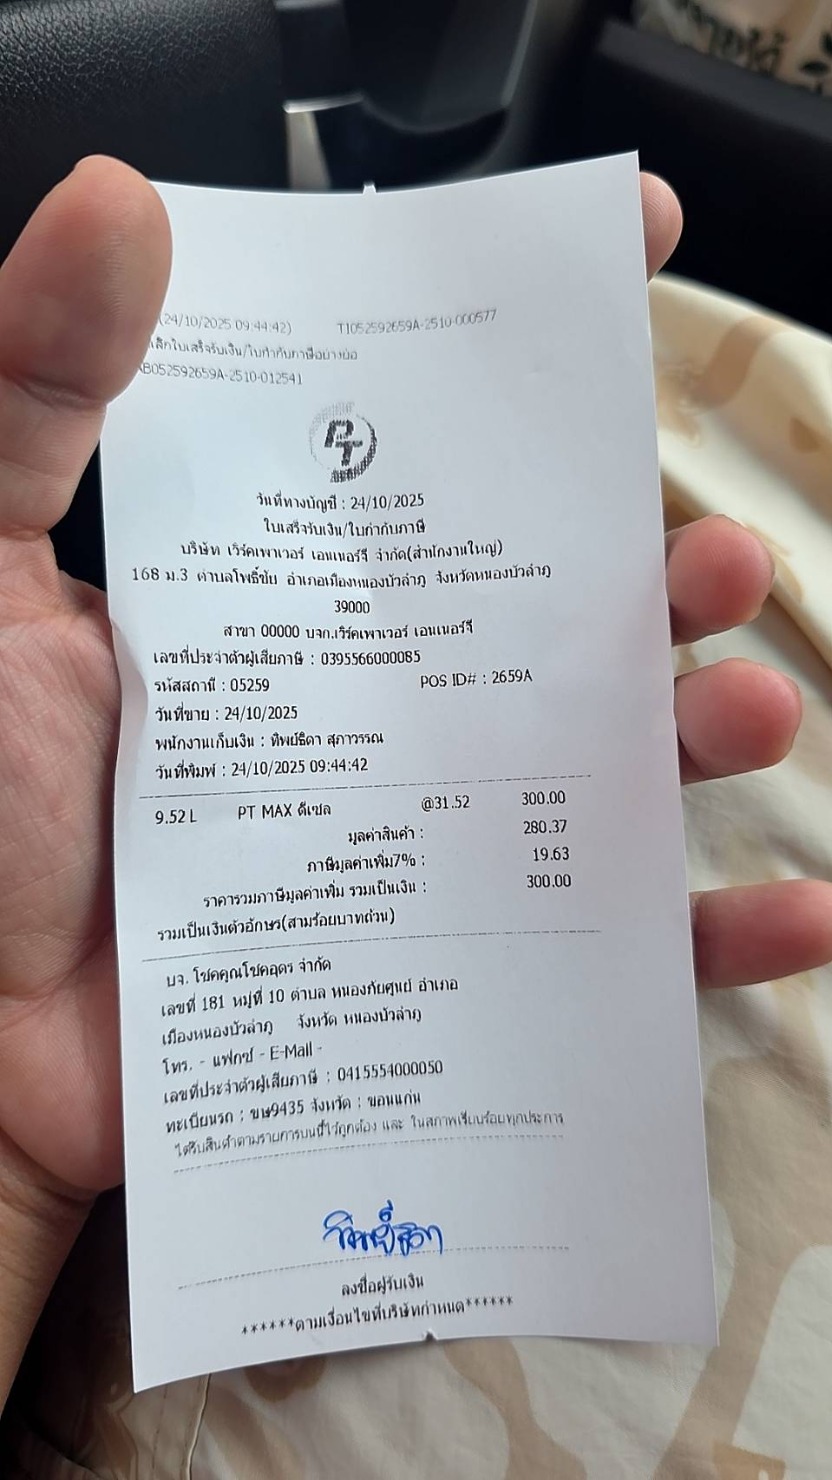 (24/10/2025 09:44:42) T1052592659A-2510-000577
เลิกใบเสร็จรับเงิน/ใบกำกับภาษีอย่างย่อ
B052592659A-2510-012541
PT
วันที่ทางบัญชี : 24/10/2025
ใบเสร็จรับเงิน/ใบกำกับภาษี
บริษัท เวิร์คเพาเวอร์ เอนเนอร์จี จำกัด(สำนักงานใหญ่)
168 ม.3 ตำบลโพธิ์ชัย อำเภอเมืองหนองบัวลำภู จังหวัดหนองบัวลำภู
39000
สาขา 00000 บจก.เวิร์คเพาเวอร์ เอนเนอร์จี
เลขที่ประจำตัวผู้เสียภาษี : 0395566000085
รหัสสถานี : 05259 POS ID# : 2659A
วันที่ขาย : 24/10/2025
พนักงานเก็บเงิน : ทิพย์ธิดา สุภาวรรณ
วันที่พิมพ์ : 24/10/2025 09:44:42
9.52 L PT MAX ดีเซล @31.52 300.00
มูลค่าสินค้า : 280.37
ภาษีมูลค่าเพิ่ม7% : 19.63
ราคารวมภาษีมูลค่าเพิ่ม รวมเป็นเงิน : 300.00
รวมเป็นเงินตัวอักษร(สามร้อยบาทถ้วน)
บจ. โชคคูณโชคอุดร จำกัด
เลขที่ 181 หมู่ที่ 10 ตำบล หนองภัยศูนย์ อำเภอ
เมืองหนองบัวลำภู จังหวัด หนองบัวลำภู
โทร. - แฟกซ์ - E-Mail -
เลขที่ประจำตัวผู้เสียภาษี : 0415554000050
ทะเบียนรถ : ขษ9435 จังหวัด : ขอนแก่น
ได้รับสินค้าตามรายการบนนี้ไว้ถูกต้อง และ ในสภาพเรียบร้อยทุกประการ
ลงชื่อผู้รับเงิน
******ตามเงื่อนไขที่บริษัทกำหนด******